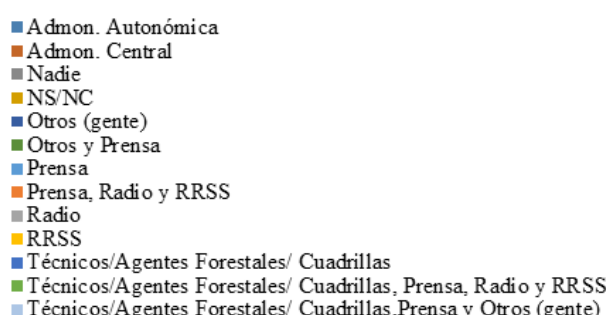 Admon. Autonómica
Admon. Central
Nadie
NS/NC
Otros (gente)
Otros y Prensa
Prensa
Prensa, Radio y RRSS
Radio
RRSS
Técnicos/Agentes Forestales/ Cuadrillas
Técnicos/Agentes Forestales/ Cuadrillas, Prensa, Radio y RRSS
Técnicos/Agentes Forestales/ Cuadrillas,Prensa y Otros (gente)